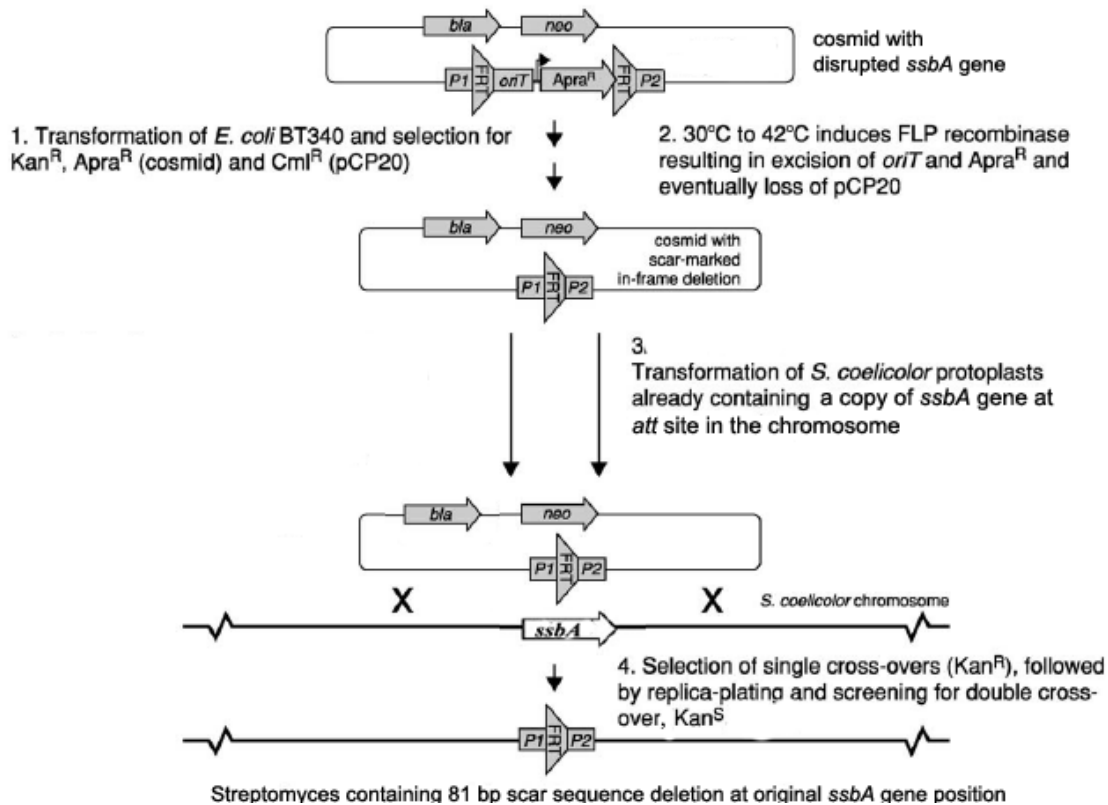 bla neo
cosmid with
disrupted ssbA gene
P1 FRT oriT Apra^R FRT P2
1. Transformation of E. coli BT340 and selection for
Kan^R, Apra^R (cosmid) and Cml^R (pCP20)
2. 30°C to 42°C induces FLP recombinase
resulting in excision of oriT and Apra^R and
eventually loss of pCP20
bla neo
cosmid with
scar-marked
in-frame deletion
P1 FRT P2
3.
Transformation of S. coelicolor protoplasts
already containing a copy of ssbA gene at
att site in the chromosome
bla neo
P1 FRT P2
X X
S. coelicolor chromosome
ssbA
4. Selection of single cross-overs (Kan^R), followed
by replica-plating and screening for double cross-
over, Kan^S
P1 FRT P2
Streptomyces containing 81 bp scar sequence deletion at original ssbA gene position